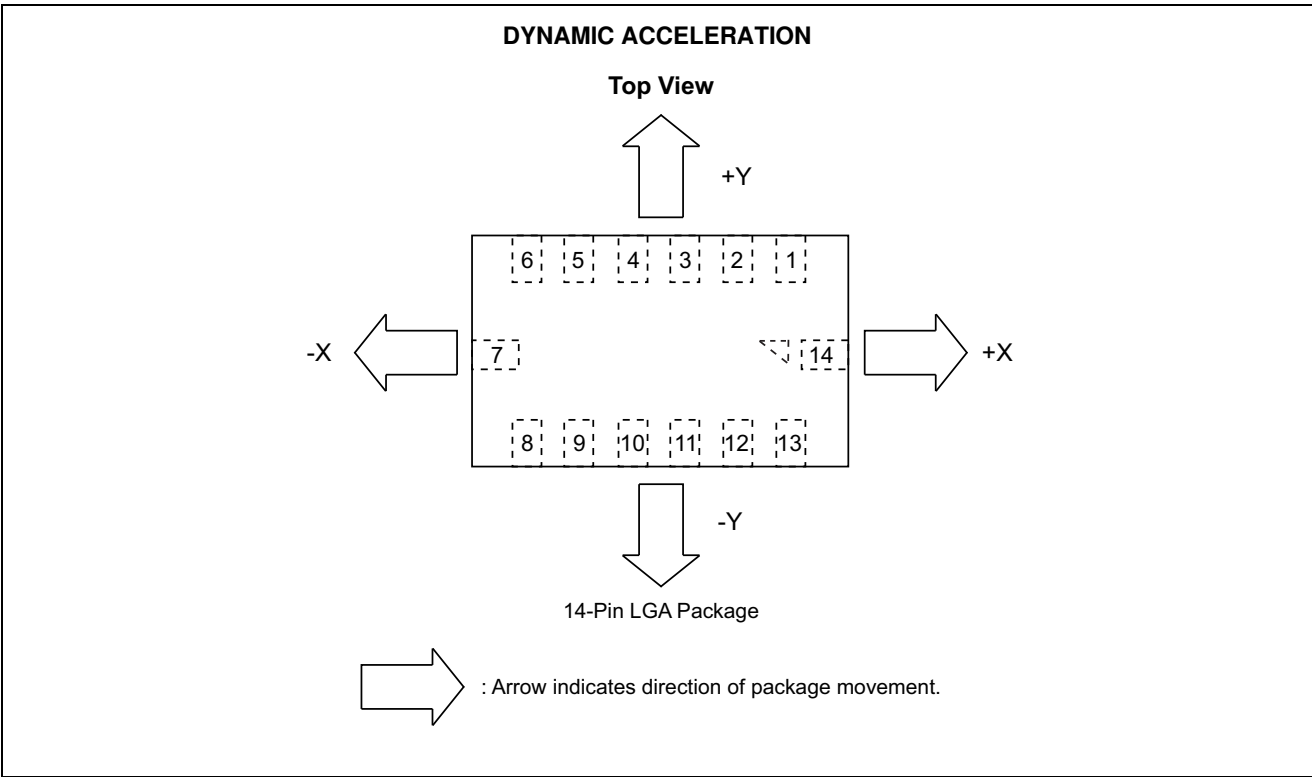 DYNAMIC ACCELERATION
Top View
+Y
6 5 4 3 2 1
-X 7 14 +X
8 9 10 11 12 13
-Y
14-Pin LGA Package
: Arrow indicates direction of package movement.